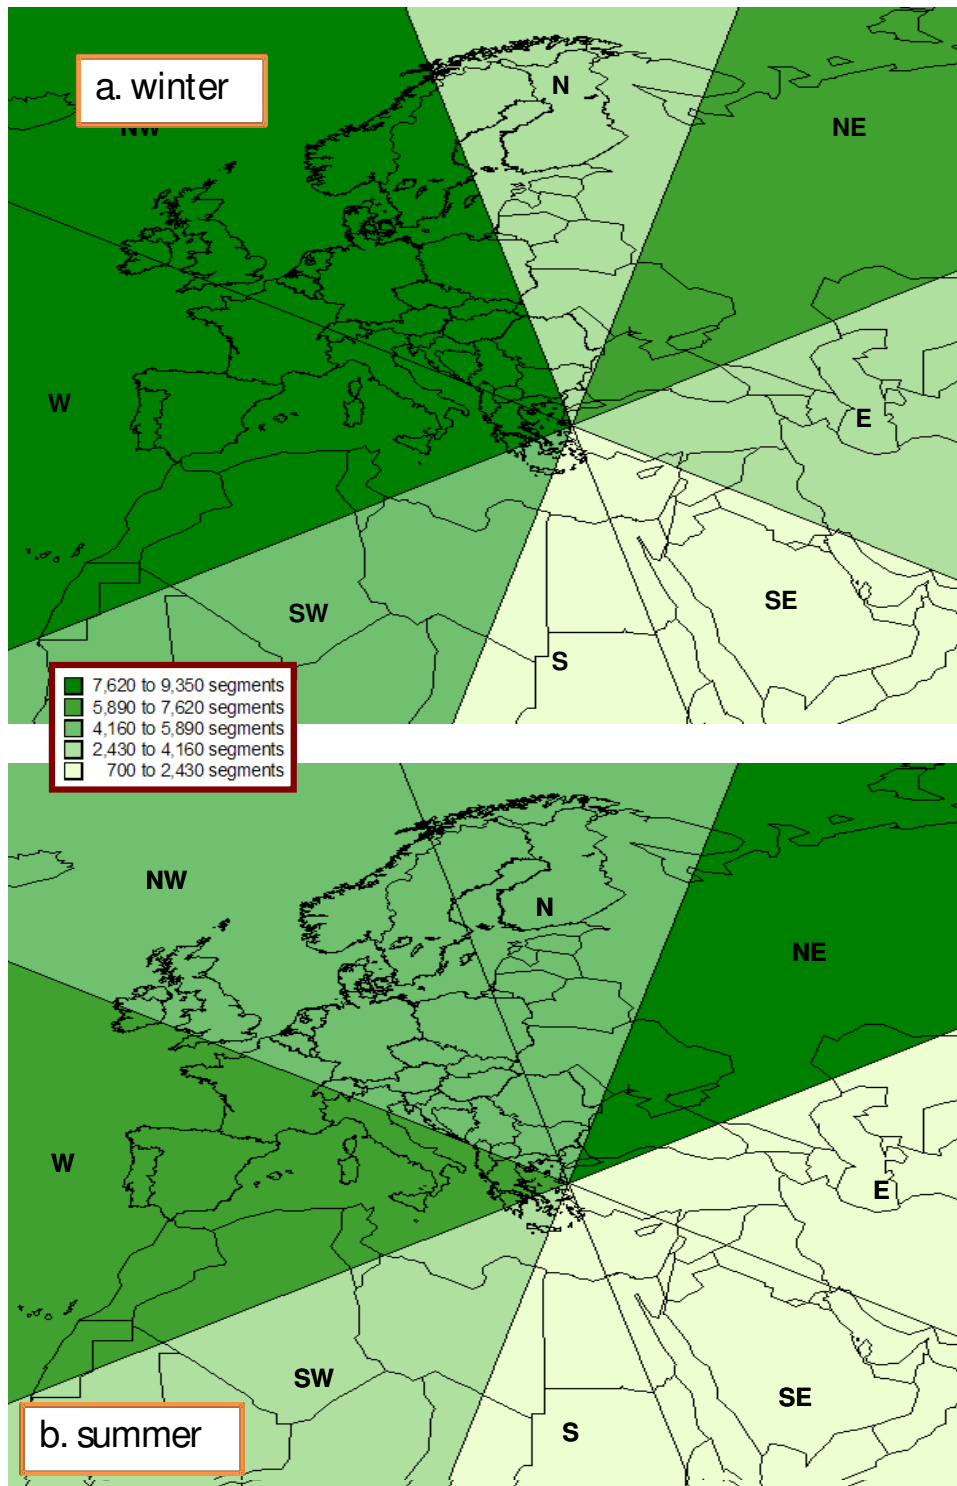 a. winter
N
NW
NE
W
E
SW
SE
S
7,620 to 9,350 segments
5,890 to 7,620 segments
4,160 to 5,890 segments
2,430 to 4,160 segments
700 to 2,430 segments
NW
N
NE
W
E
SW
SE
S
b. summer